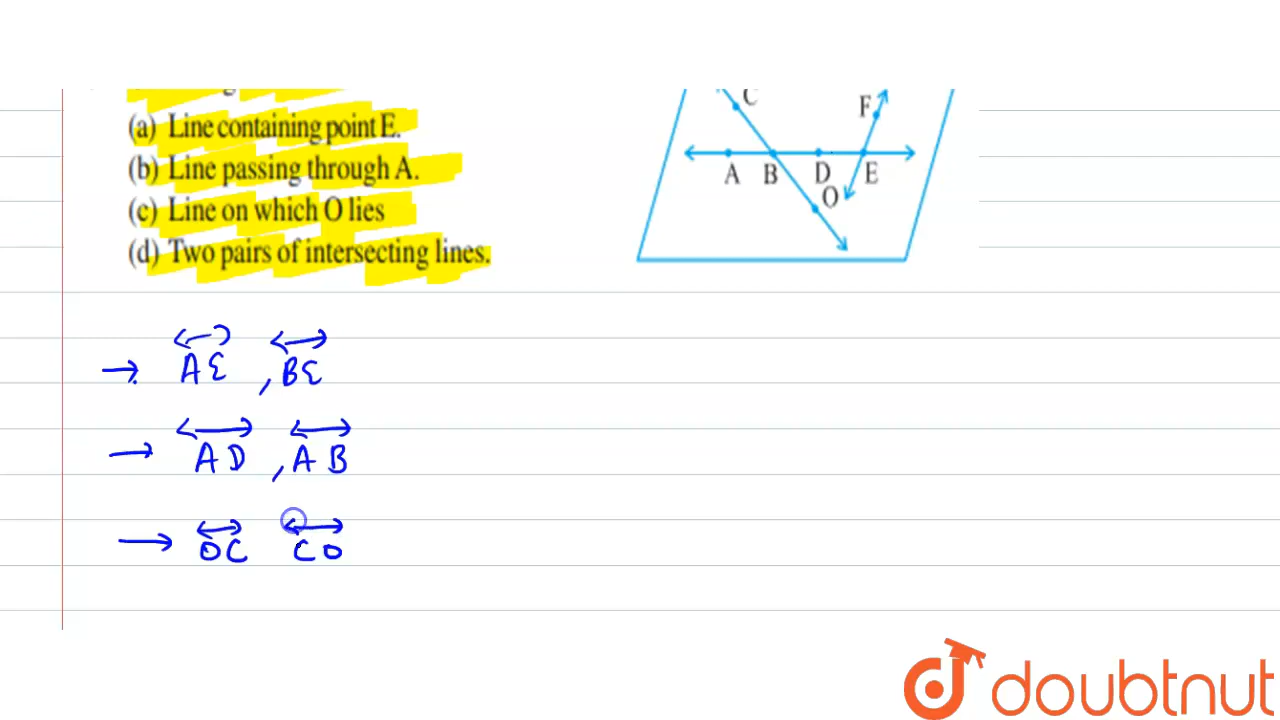 (a) Line containing point E.
(b) Line passing through A.
(c) Line on which O lies
(d) Two pairs of intersecting lines.
C
F
A B D E
O
→ AE , BE
→ AD , AB
→ OC CO
doubtnut